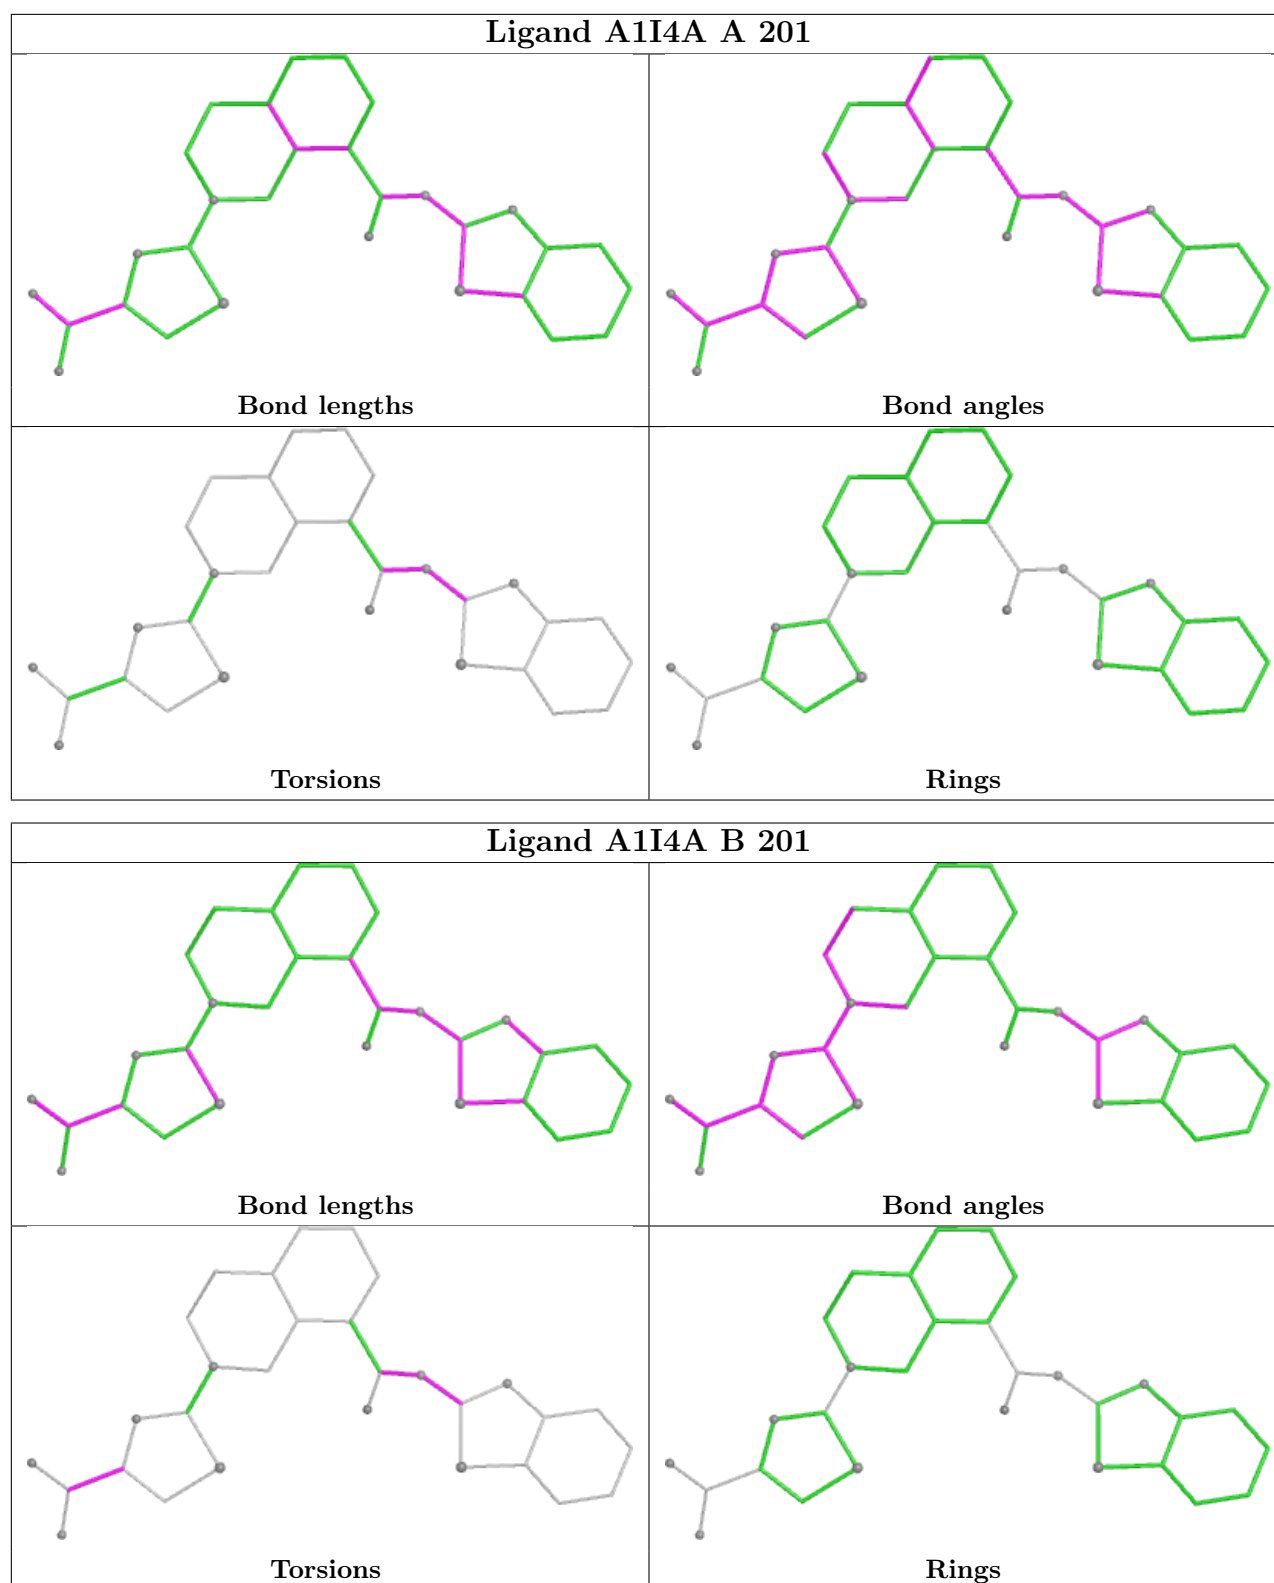 Ligand A1I4A A 201
Bond lengths
Bond angles
Torsions
Rings
Ligand A1I4A B 201
Bond lengths
Bond angles
Torsions
Rings